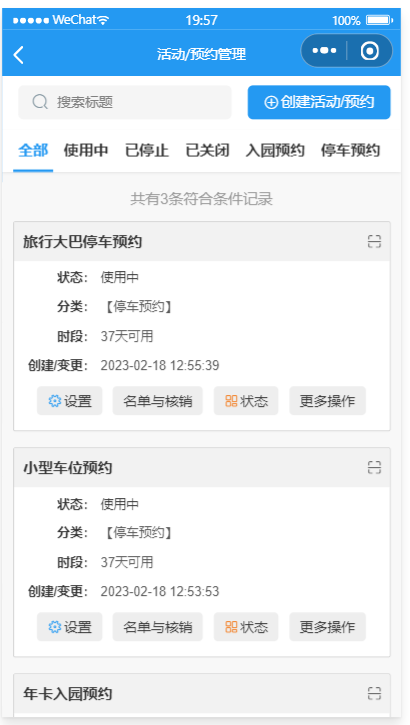 WeChat 19:57 100%
活动/预约管理
搜索标题 创建活动/预约
全部 使用中 已停止 已关闭 入园预约 停车预约
共有3条符合条件记录
旅行大巴停车预约
状态： 使用中
分类： 【停车预约】
时段： 37天可用
创建/变更： 2023-02-18 12:55:39
设置 名单与核销 状态 更多操作
小型车位预约
状态： 使用中
分类： 【停车预约】
时段： 37天可用
创建/变更： 2023-02-18 12:53:53
设置 名单与核销 状态 更多操作
年卡入园预约